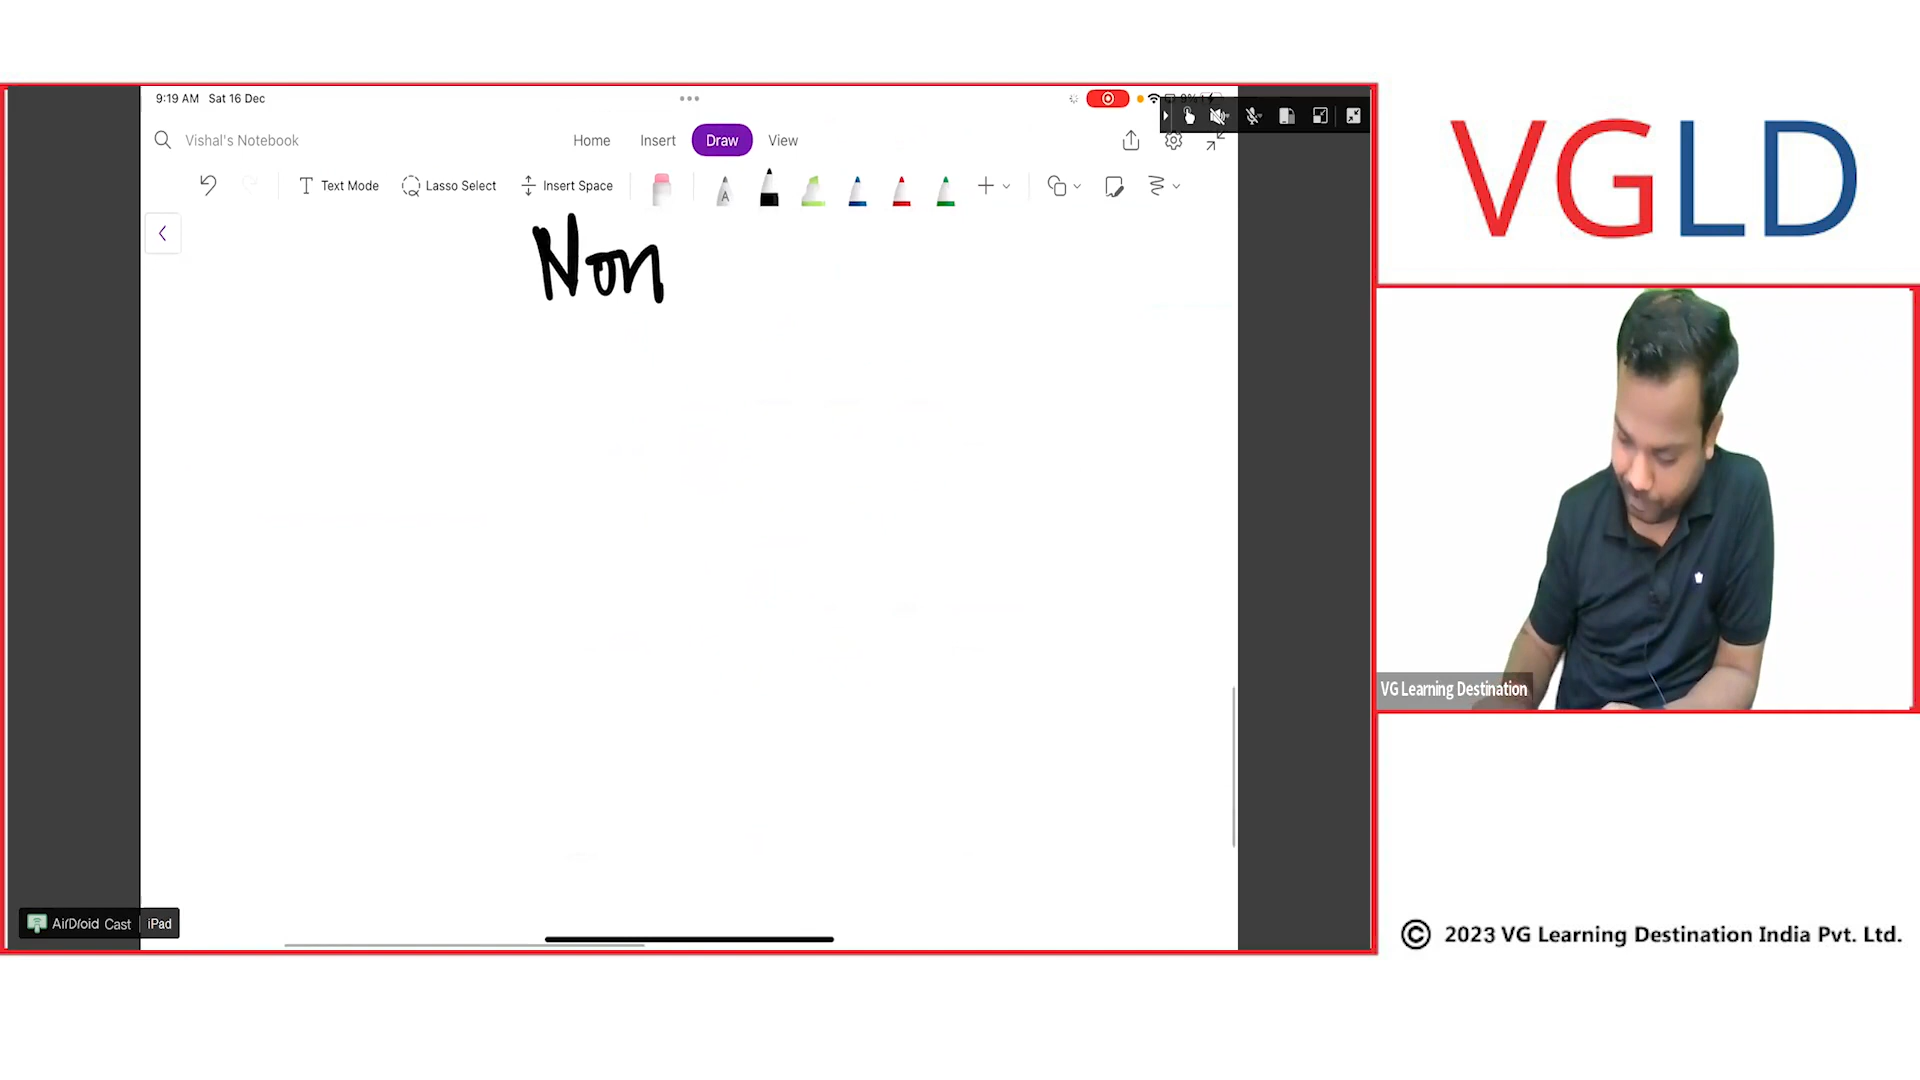 9:19 AM Sat 16 Dec
9%
Vishal's Notebook
Home Insert Draw View
Text Mode Lasso Select Insert Space
A
Non
VGLD
VG Learning Destination
AirDroid Cast iPad
© 2023 VG Learning Destination India Pvt. Ltd.